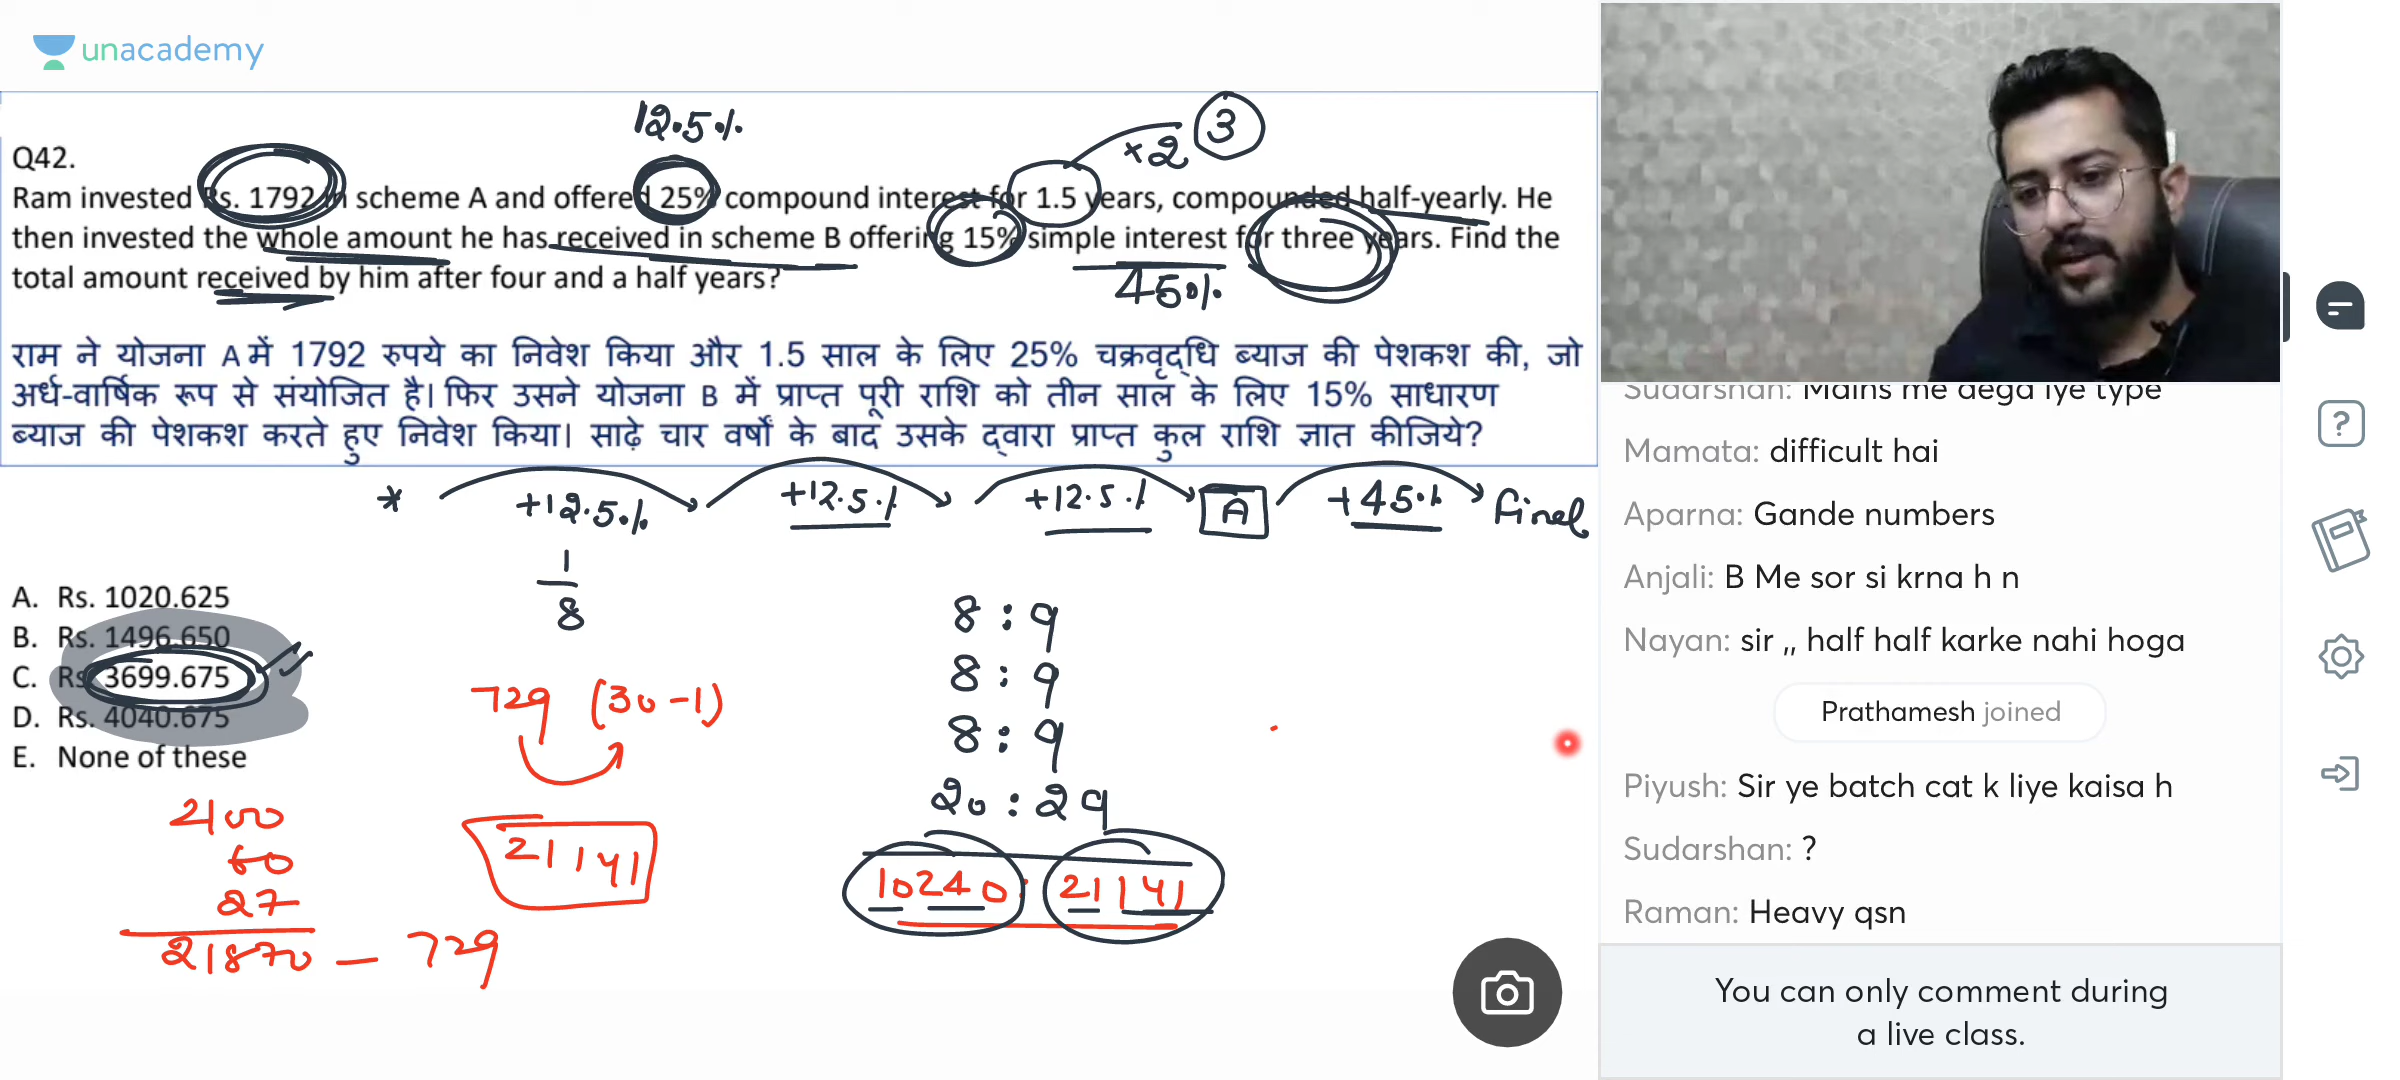 unacademy
12.5%
×2 3
Q42.
Ram invested Rs. 1792 in scheme A and offered 25% compound interest for 1.5 years, compounded half-yearly. He
then invested the whole amount he has received in scheme B offering 15% simple interest for three years. Find the
total amount received by him after four and a half years?
45%
राम ने योजना A में 1792 रुपये का निवेश किया और 1.5 साल के लिए 25% चक्रवृद्धि ब्याज की पेशकश की, जो
अर्ध-वार्षिक रूप से संयोजित है। फिर उसने योजना B में प्राप्त पूरी राशि को तीन साल के लिए 15% साधारण
ब्याज की पेशकश करते हुए निवेश किया। साढ़े चार वर्षों के बाद उसके द्वारा प्राप्त कुल राशि ज्ञात कीजिये?
* +12.5% +12.5% +12.5% A +45% final
1
8
A. Rs. 1020.625
B. Rs. 1496.650
C. Rs. 3699.675
D. Rs. 4040.675
E. None of these
729 (30-1)
21141
2100
60
27
21870 - 729
8 : 9
8 : 9
8 : 9
20 : 29
10240 : 21141
Sudarshan: Mains me dega iye type
Mamata: difficult hai
Aparna: Gande numbers
Anjali: B Me sor si krna h n
Nayan: sir ,, half half karke nahi hoga
Prathamesh joined
Piyush: Sir ye batch cat k liye kaisa h
Sudarshan: ?
Raman: Heavy qsn
You can only comment during
a live class.